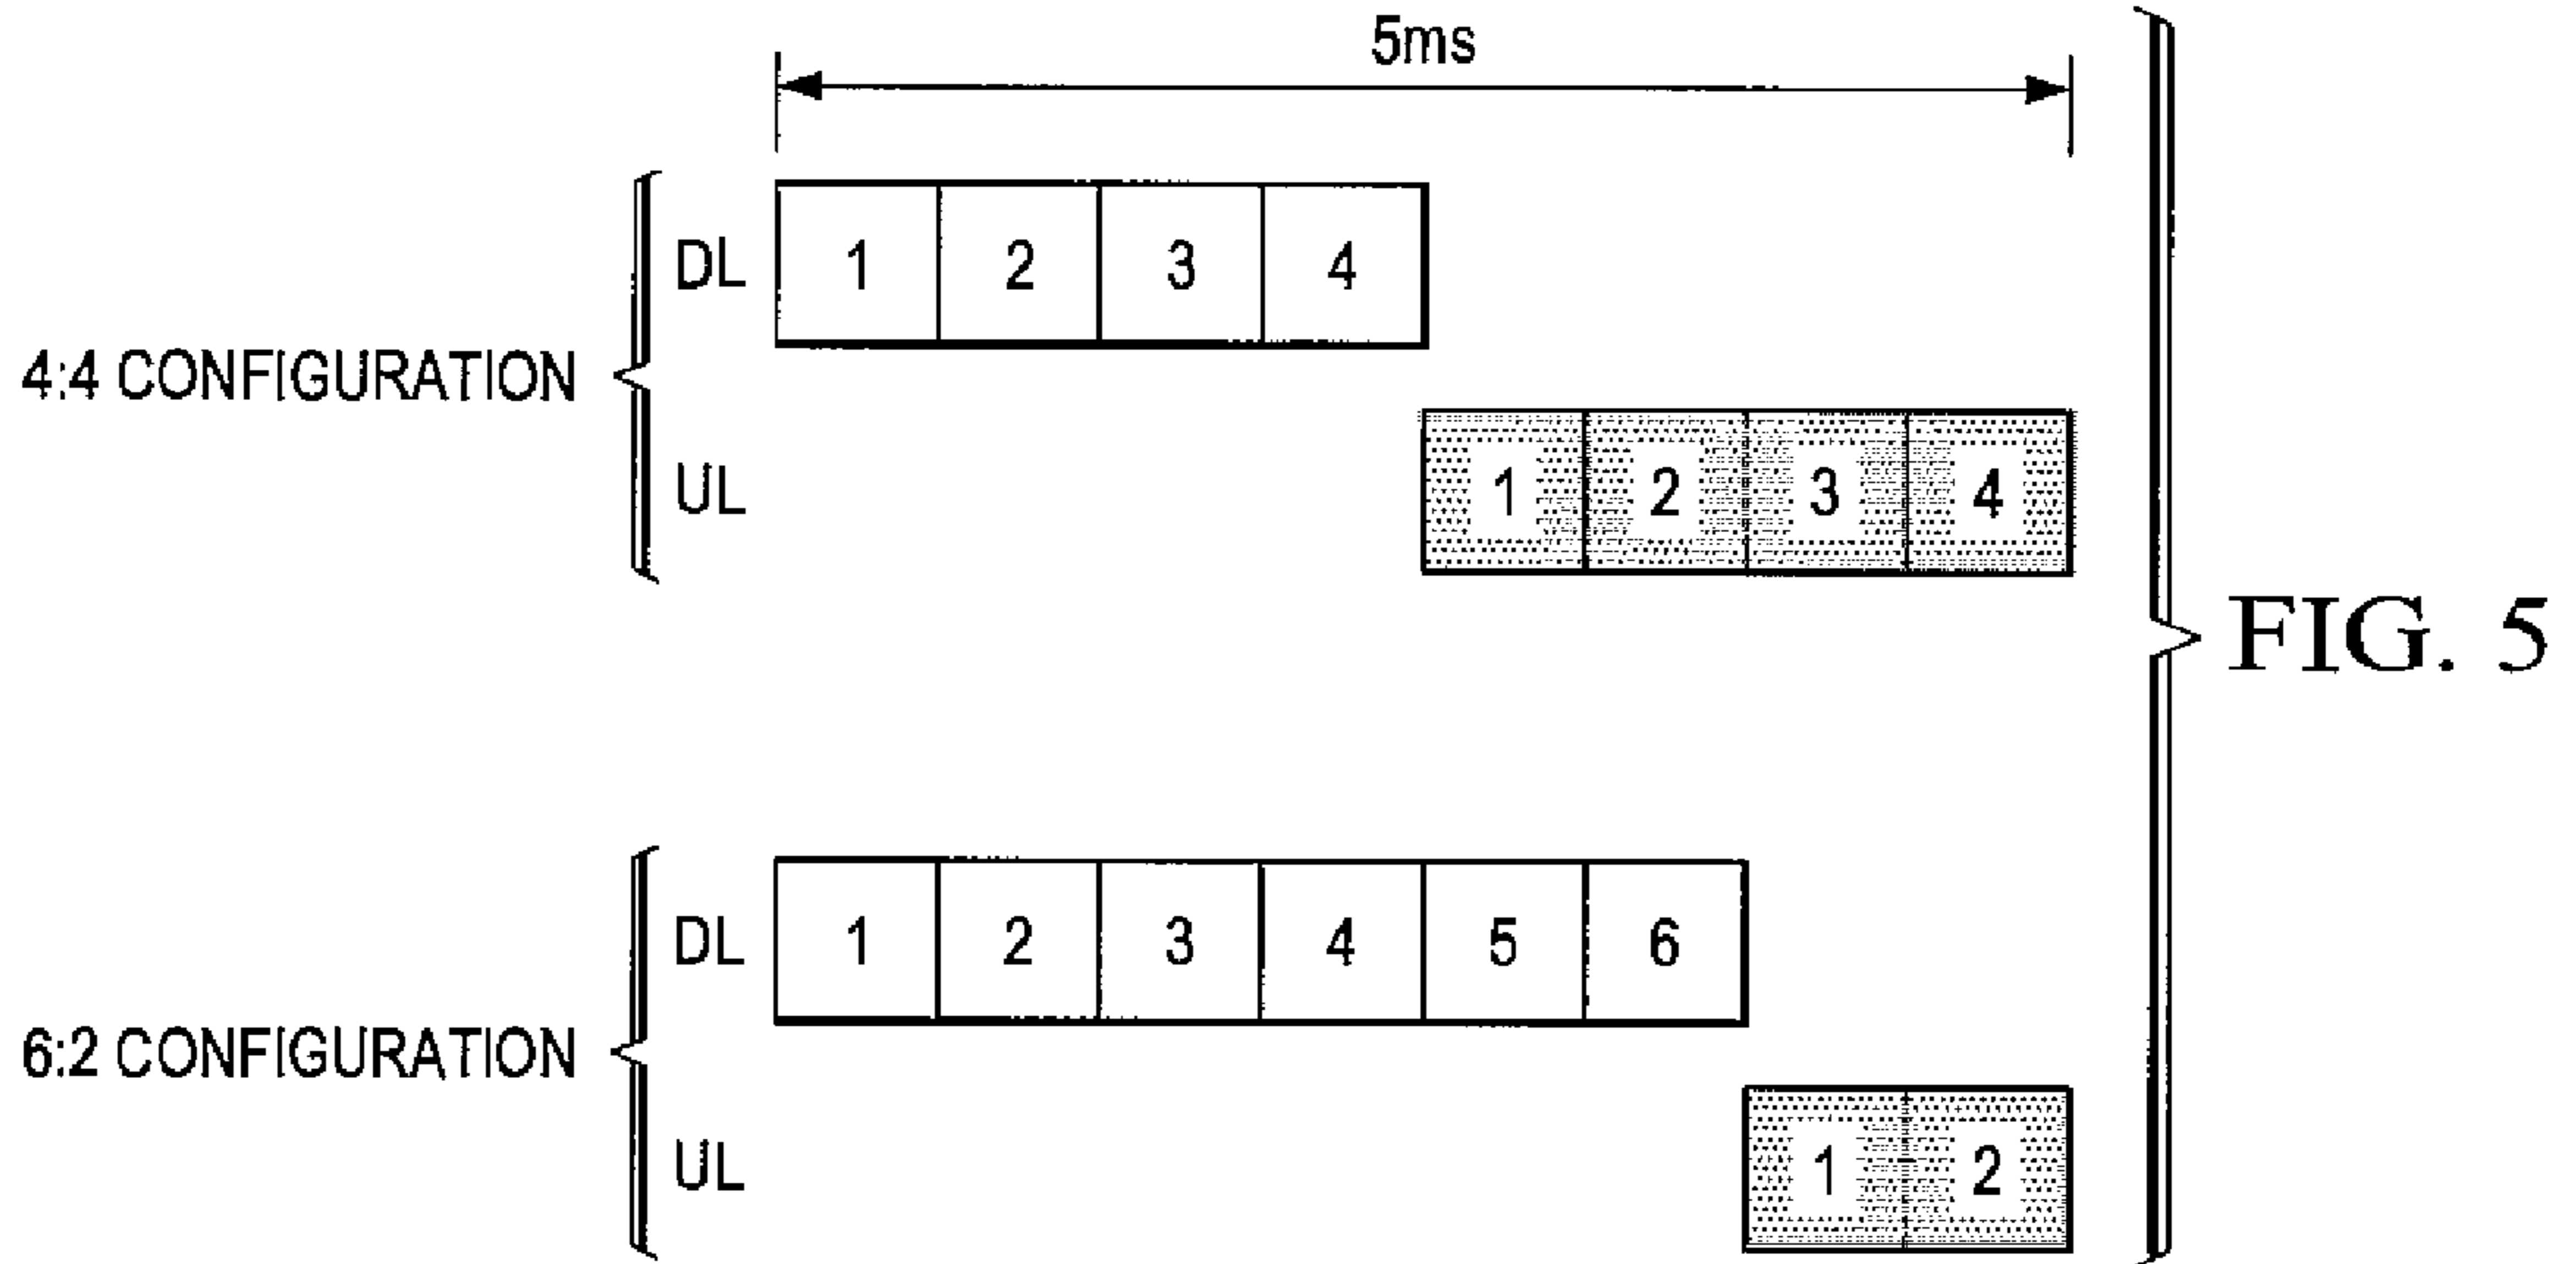 5ms
4:4 CONFIGURATION
DL 1 2 3 4
UL 1 2 3 4
FIG. 5
6:2 CONFIGURATION
DL 1 2 3 4 5 6
UL 1 2